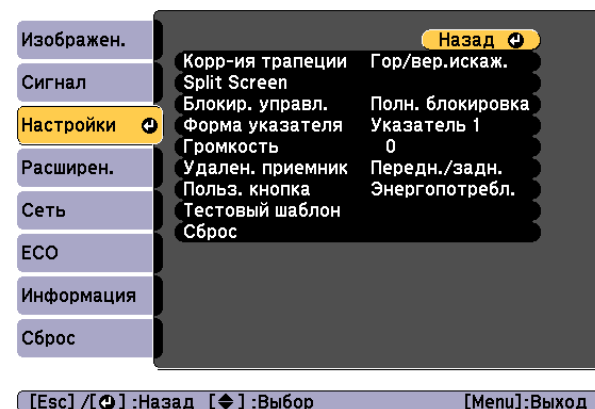 Изображен.
Сигнал
Настройки
Расширен.
Сеть
ECO
Информация
Сброс
Назад
Корр-ия трапеции Гор/вер.искаж.
Split Screen
Блокир. управл. Полн. блокировка
Форма указателя Указатель 1
Громкость 0
Удален. приемник Передн./задн.
Польз. кнопка Энергопотребл.
Тестовый шаблон
Сброс
[Esc] /[ ] :Назад [ ] :Выбор [Menu]:Выход